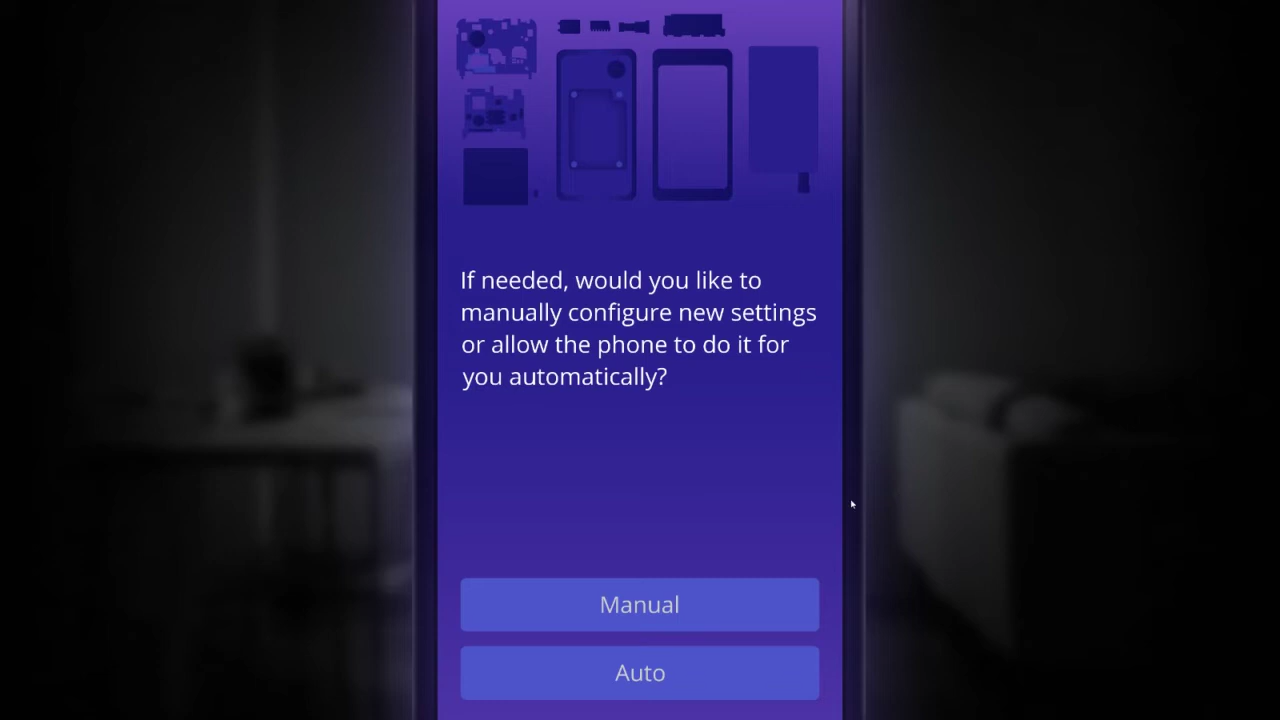 If needed, would you like to
manually configure new settings
or allow the phone to do it for
you automatically?
Manual
Auto